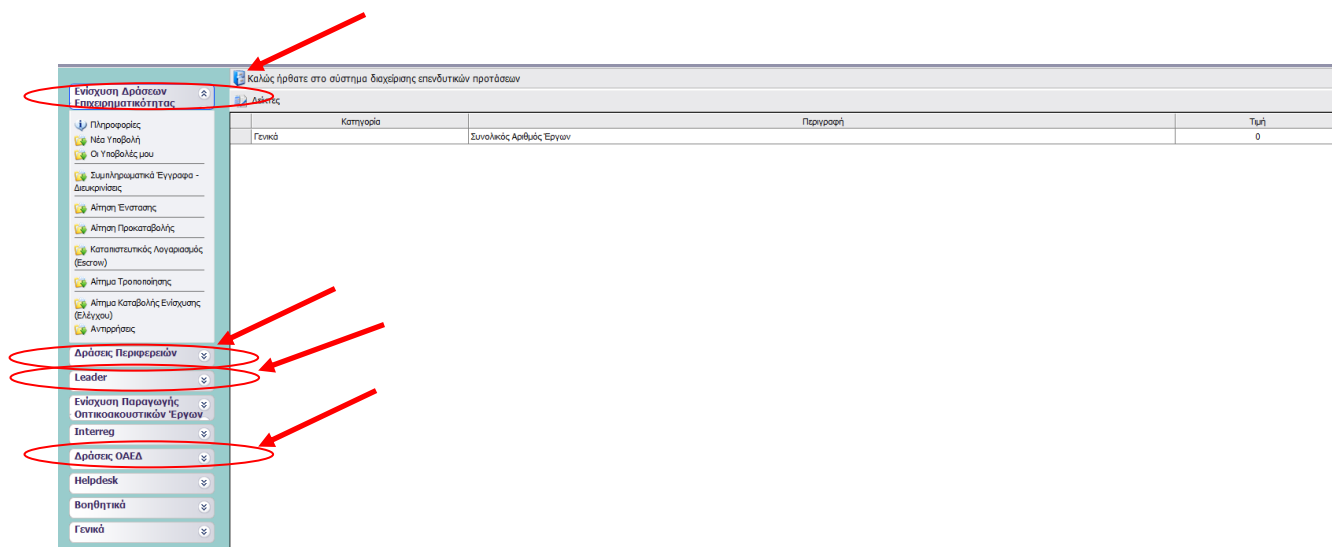 Καλώς ήρθατε στο σύστημα διαχείρισης επενδυτικών προτάσεων
Δείκτες
Κατηγορία Περιγραφή Τιμή
Γενικά Συνολικός Αριθμός Έργων 0
Ενίσχυση Δράσεων
Επιχειρηματικότητας
Πληροφορίες
Νέα Υποβολή
Οι Υποβολές μου
Συμπληρωματικά Έγγραφα -
Διευκρινίσεις
Αίτηση Ένστασης
Αίτηση Προκαταβολής
Καταπιστευτικός Λογαριασμός
(Escrow)
Αίτημα Τροποποίησης
Αίτημα Καταβολής Ενίσχυσης
(Ελέγχου)
Αντιρρήσεις
Δράσεις Περιφερειών
Leader
Ενίσχυση Παραγωγής
Οπτικοακουστικών Έργων
Interreg
Δράσεις ΟΑΕΔ
Helpdesk
Βοηθητικά
Γενικά